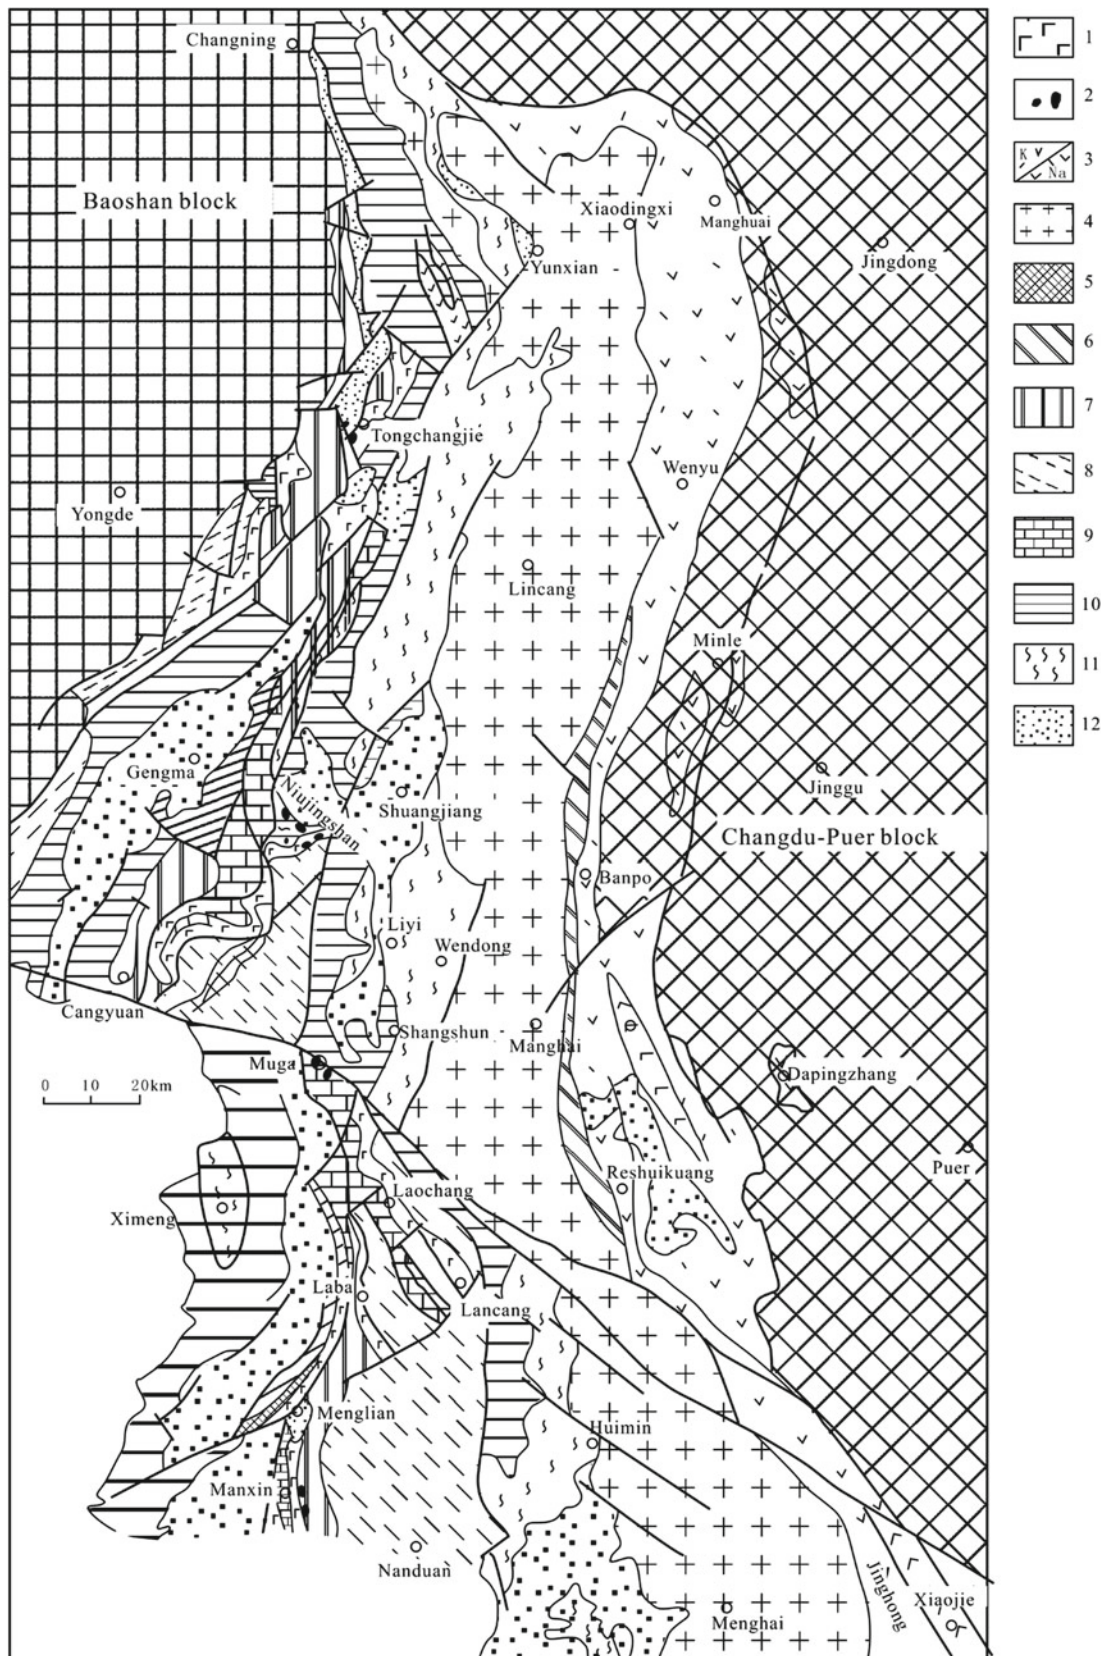 Changning
1
2
K
Na
3
Baoshan block
Xiaodingxi
Manghuai
4
Yunxian
Jingdong
5
6
7
Tongchangjie
Wenyu
8
Yongde
9
Lincang
10
Minle
11
12
Gengma
Niujingshan
Shuangjiang
Jinggu
Changdu-Puer block
Banpo
Liyi
Wendong
Cangyuan
Shangshun
Manghai
Muga
Dapingzhang
0 10 20km
Puer
Reshuikuang
Laochang
Ximeng
Laba
Lancang
Menglian
Huimin
Manxin
Nanduan
Jinghong
Xiaojie
Menghai